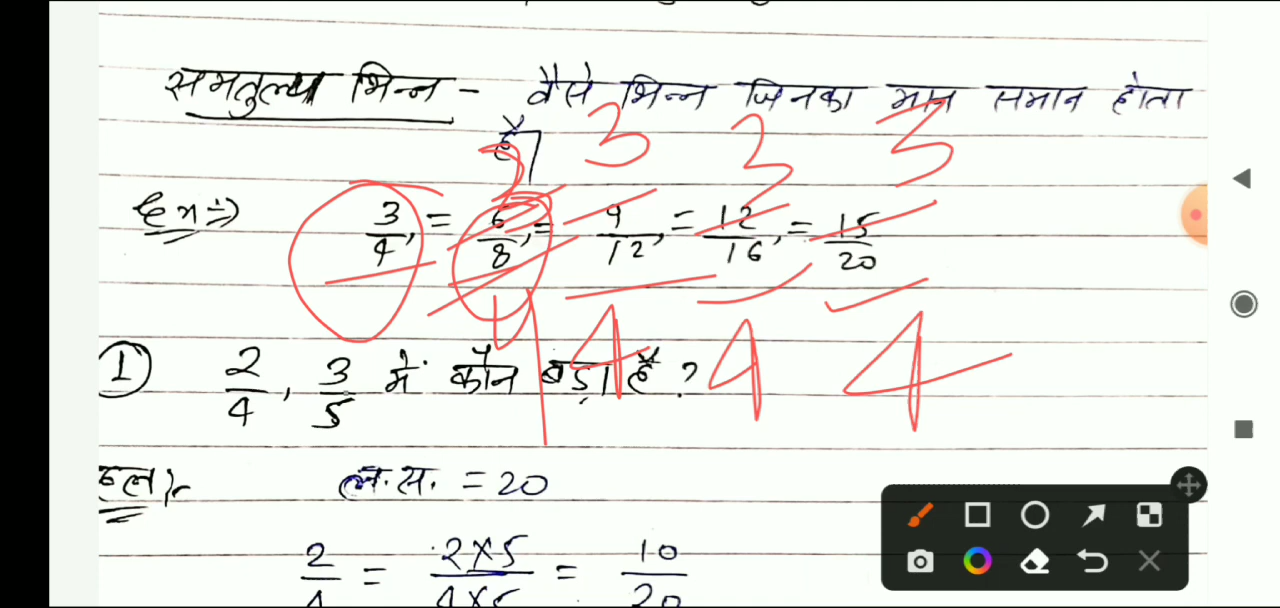 समतुल्य भिन्न - वैसे भिन्न जिनका मान समान होता
है।
3 3 3 3
Ex⇒ 3/4, = 6/8, = 9/12, = 12/16, = 15/20
4 4 4 4
① 2/4, 3/5 में कौन बड़ा है ?
हल:- ल.स. = 20
2/4 = 2×5/4×5 = 10/20